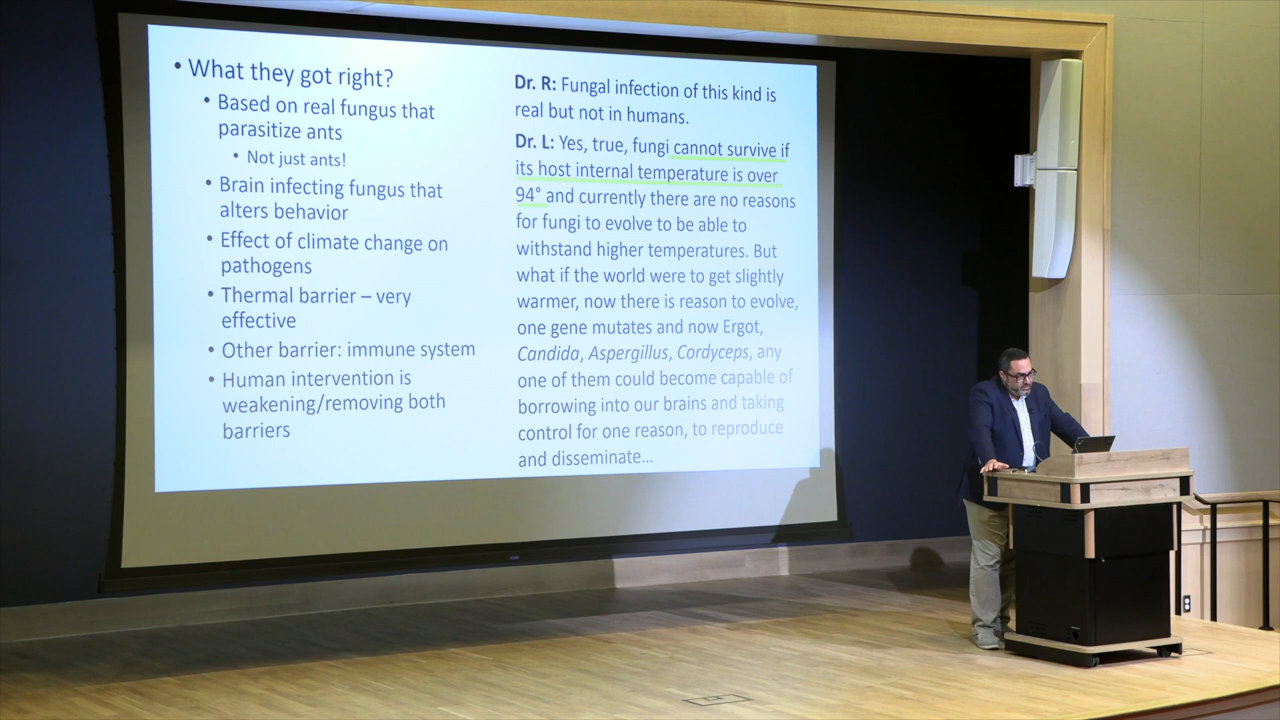 • What they got right?
• Based on real fungus that
parasitize ants
• Not just ants!
• Brain infecting fungus that
alters behavior
• Effect of climate change on
pathogens
• Thermal barrier – very
effective
• Other barrier: immune system
• Human intervention is
weakening/removing both
barriers
Dr. R: Fungal infection of this kind is
real but not in humans.
Dr. L: Yes, true, fungi cannot survive if
its host internal temperature is over
94° and currently there are no reasons
for fungi to evolve to be able to
withstand higher temperatures. But
what if the world were to get slightly
warmer, now there is reason to evolve,
one gene mutates and now Ergot,
Candida, Aspergillus, Cordyceps, any
one of them could become capable of
borrowing into our brains and taking
control for one reason, to reproduce
and disseminate…